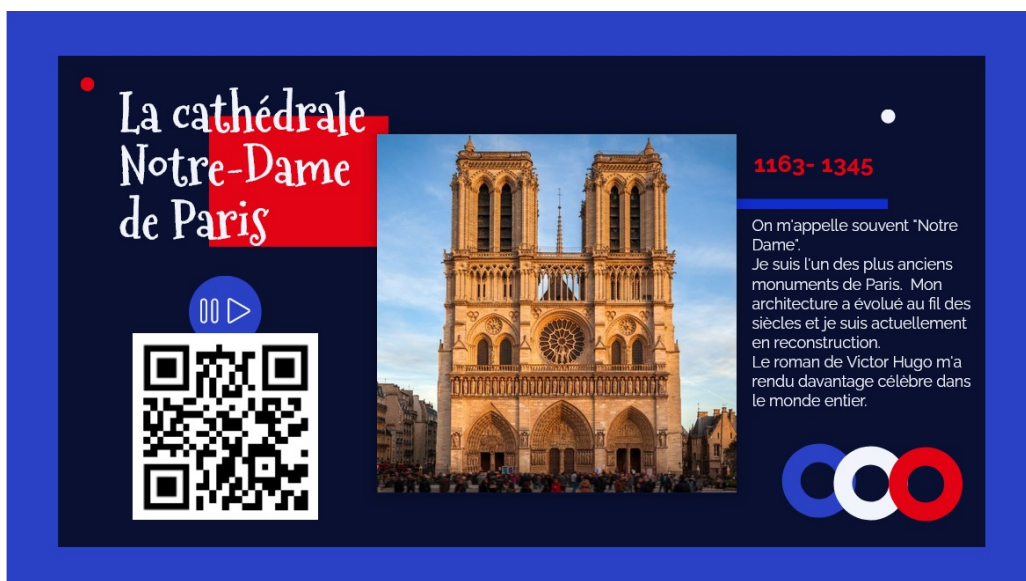 La cathédrale
Notre-Dame
de Paris
1163- 1345
On m'appelle souvent "Notre
Dame".
Je suis l'un des plus anciens
monuments de Paris.  Mon
architecture a évolué au fil des
siècles et je suis actuellement
en reconstruction.
Le roman de Victor Hugo m'a
rendu davantage célèbre dans
le monde entier.